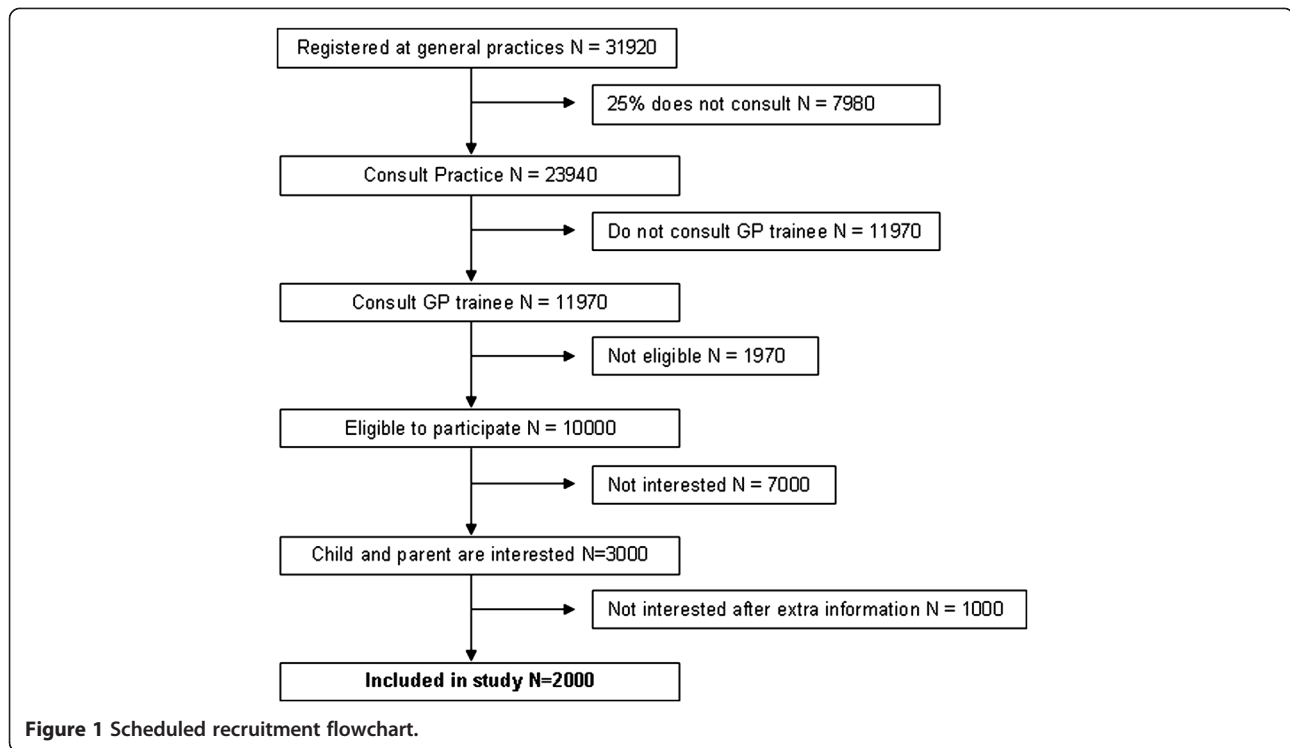 Registered at general practices N = 31920
25% does not consult N = 7980
Consult Practice N = 23940
Do not consult GP trainee N = 11970
Consult GP trainee N = 11970
Not eligible N = 1970
Eligible to participate N = 10000
Not interested N = 7000
Child and parent are interested N=3000
Not interested after extra information N = 1000
Included in study N=2000
Figure 1 Scheduled recruitment flowchart.